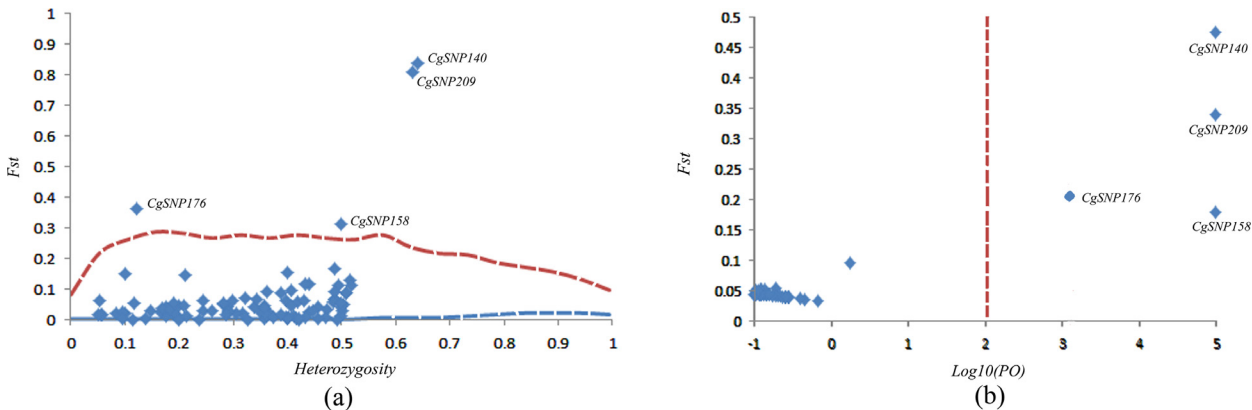 1
0.9
0.8
0.7
0.6
0.5
0.4
0.3
0.2
0.1
0
Fst
CgSNP140
CgSNP209
CgSNP176
CgSNP158
0 0.1 0.2 0.3 0.4 0.5 0.6 0.7 0.8 0.9 1
Heterozygosity
(a)
0.5
0.45
0.4
0.35
0.3
0.25
0.2
0.15
0.1
0.05
0
Fst
CgSNP140
CgSNP209
CgSNP176
CgSNP158
-1 0 1 2 3 4 5
Log10(PO)
(b)